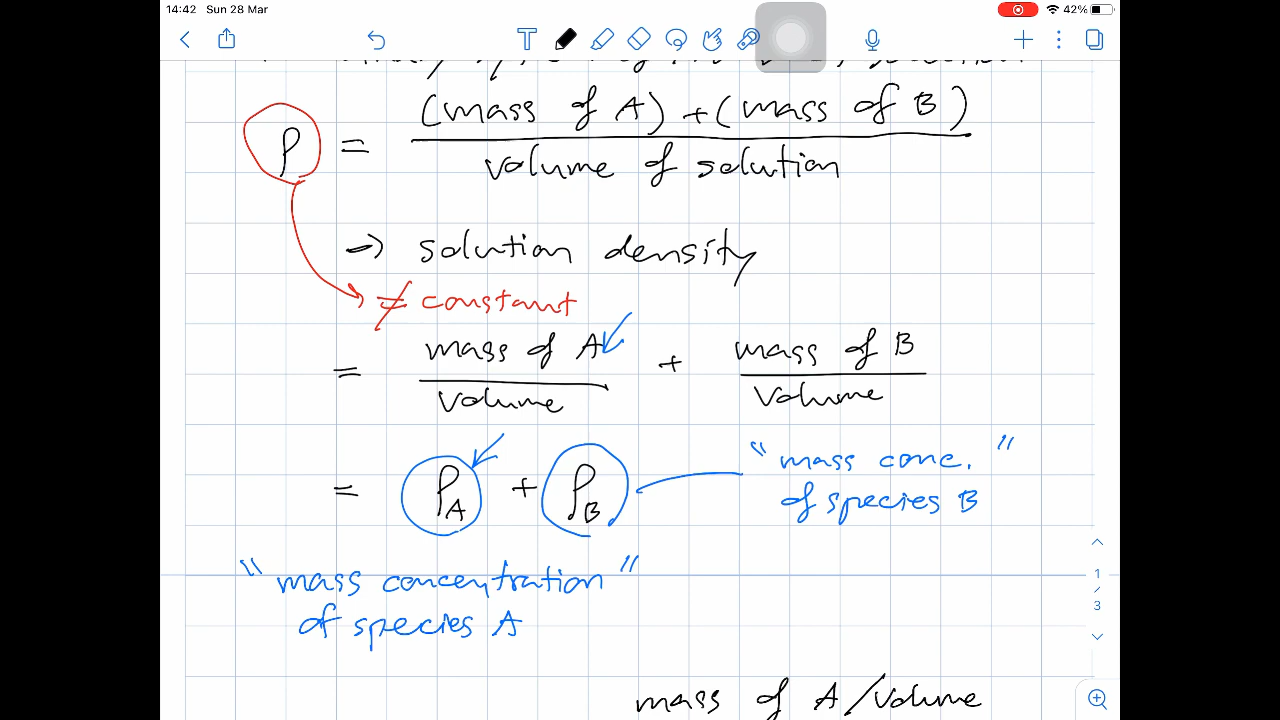 14:42 Sun 28 Mar
42%
(mass of A) + (mass of B)
ρ =
volume of solution
⇒ solution density
≠ constant
= mass of A + mass of B
volume volume
= ρA + ρB
"mass conc."
of species B
"mass concentration"
of species A
1
/
3
mass of A/volume